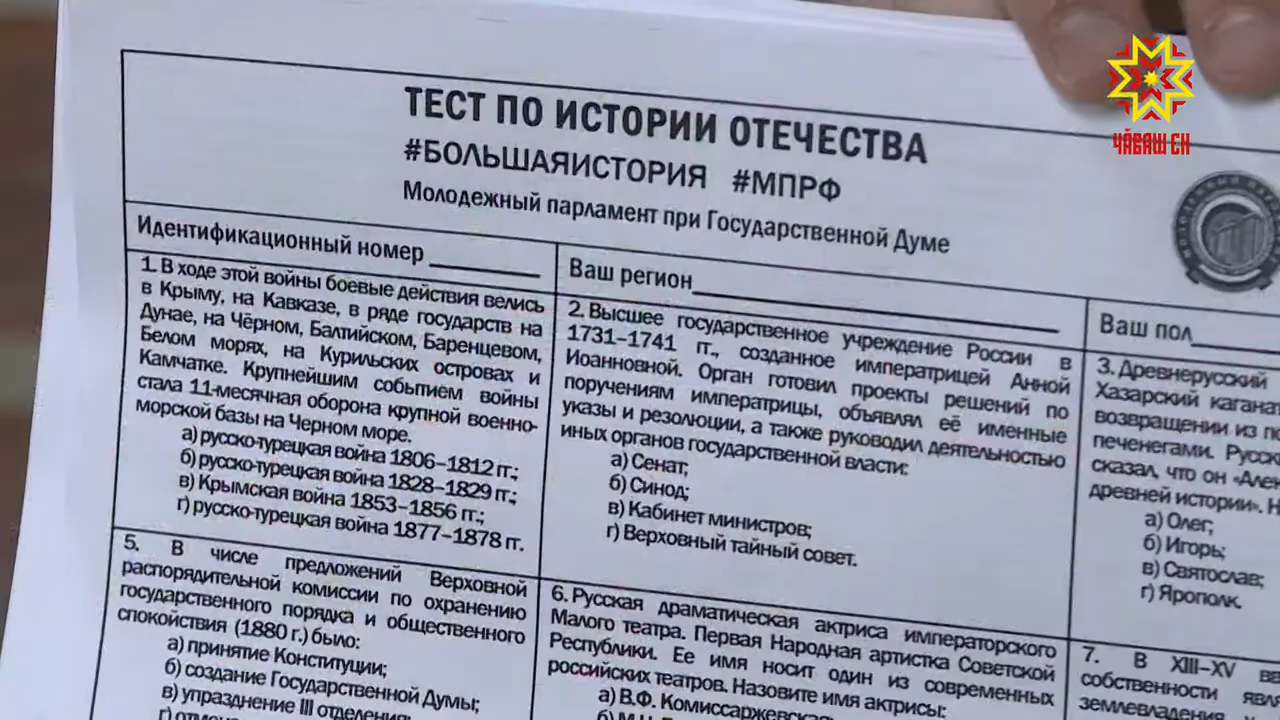 ЧӐВАШ ЕН
ТЕСТ ПО ИСТОРИИ ОТЕЧЕСТВА
#БОЛЬШАЯИСТОРИЯ #МПРФ
Молодежный парламент при Государственной Думе
Идентификационный номер
Ваш регион
Ваш пол
1. В ходе этой войны боевые действия велись
в Крыму, на Кавказе, в ряде государств на
Дунае, на Чёрном, Балтийском, Баренцевом,
Белом морях, на Курильских островах и
Камчатке. Крупнейшим событием войны
стала 11-месячная оборона крупной военно-
морской базы на Черном море.
а) русско-турецкая война 1806–1812 гг.;
б) русско-турецкая война 1828–1829 гг.;
в) Крымская война 1853–1856 гг.;
г) русско-турецкая война 1877–1878 гг.
2. Высшее государственное учреждение России в
1731–1741 гг., созданное императрицей Анной
Иоанновной. Орган готовил проекты решений по
поручениям императрицы, объявлял её именные
указы и резолюции, а также руководил деятельностью
иных органов государственной власти:
а) Сенат;
б) Синод;
в) Кабинет министров;
г) Верховный тайный совет.
3. Древнерусский
Хазарский каганат
возвращении из
печенегами.
сказал, что он
древней истории».
а) Олег;
б) Игорь;
в) Святослав;
г) Ярополк.
5. В числе предложений Верховной
распорядительной комиссии по охранению
государственного порядка и общественного
спокойствия (1880 г.) было:
а) принятие Конституции;
б) создание Государственной Думы;
в) упразднение III отделения;
6. Русская драматическая актриса императорского
Малого театра. Первая Народная артистка Советской
Республики. Ее имя носит один из современных
российских театров. Назовите имя актрисы:
а) В.Ф. Комиссаржевская;
7. В XIII–XV
собственности
землевладения